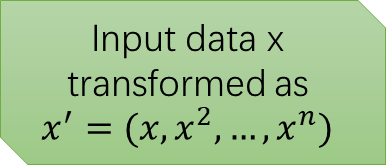 Input data x
transformed as
𝑥′ = (𝑥, 𝑥², …, 𝑥ⁿ)